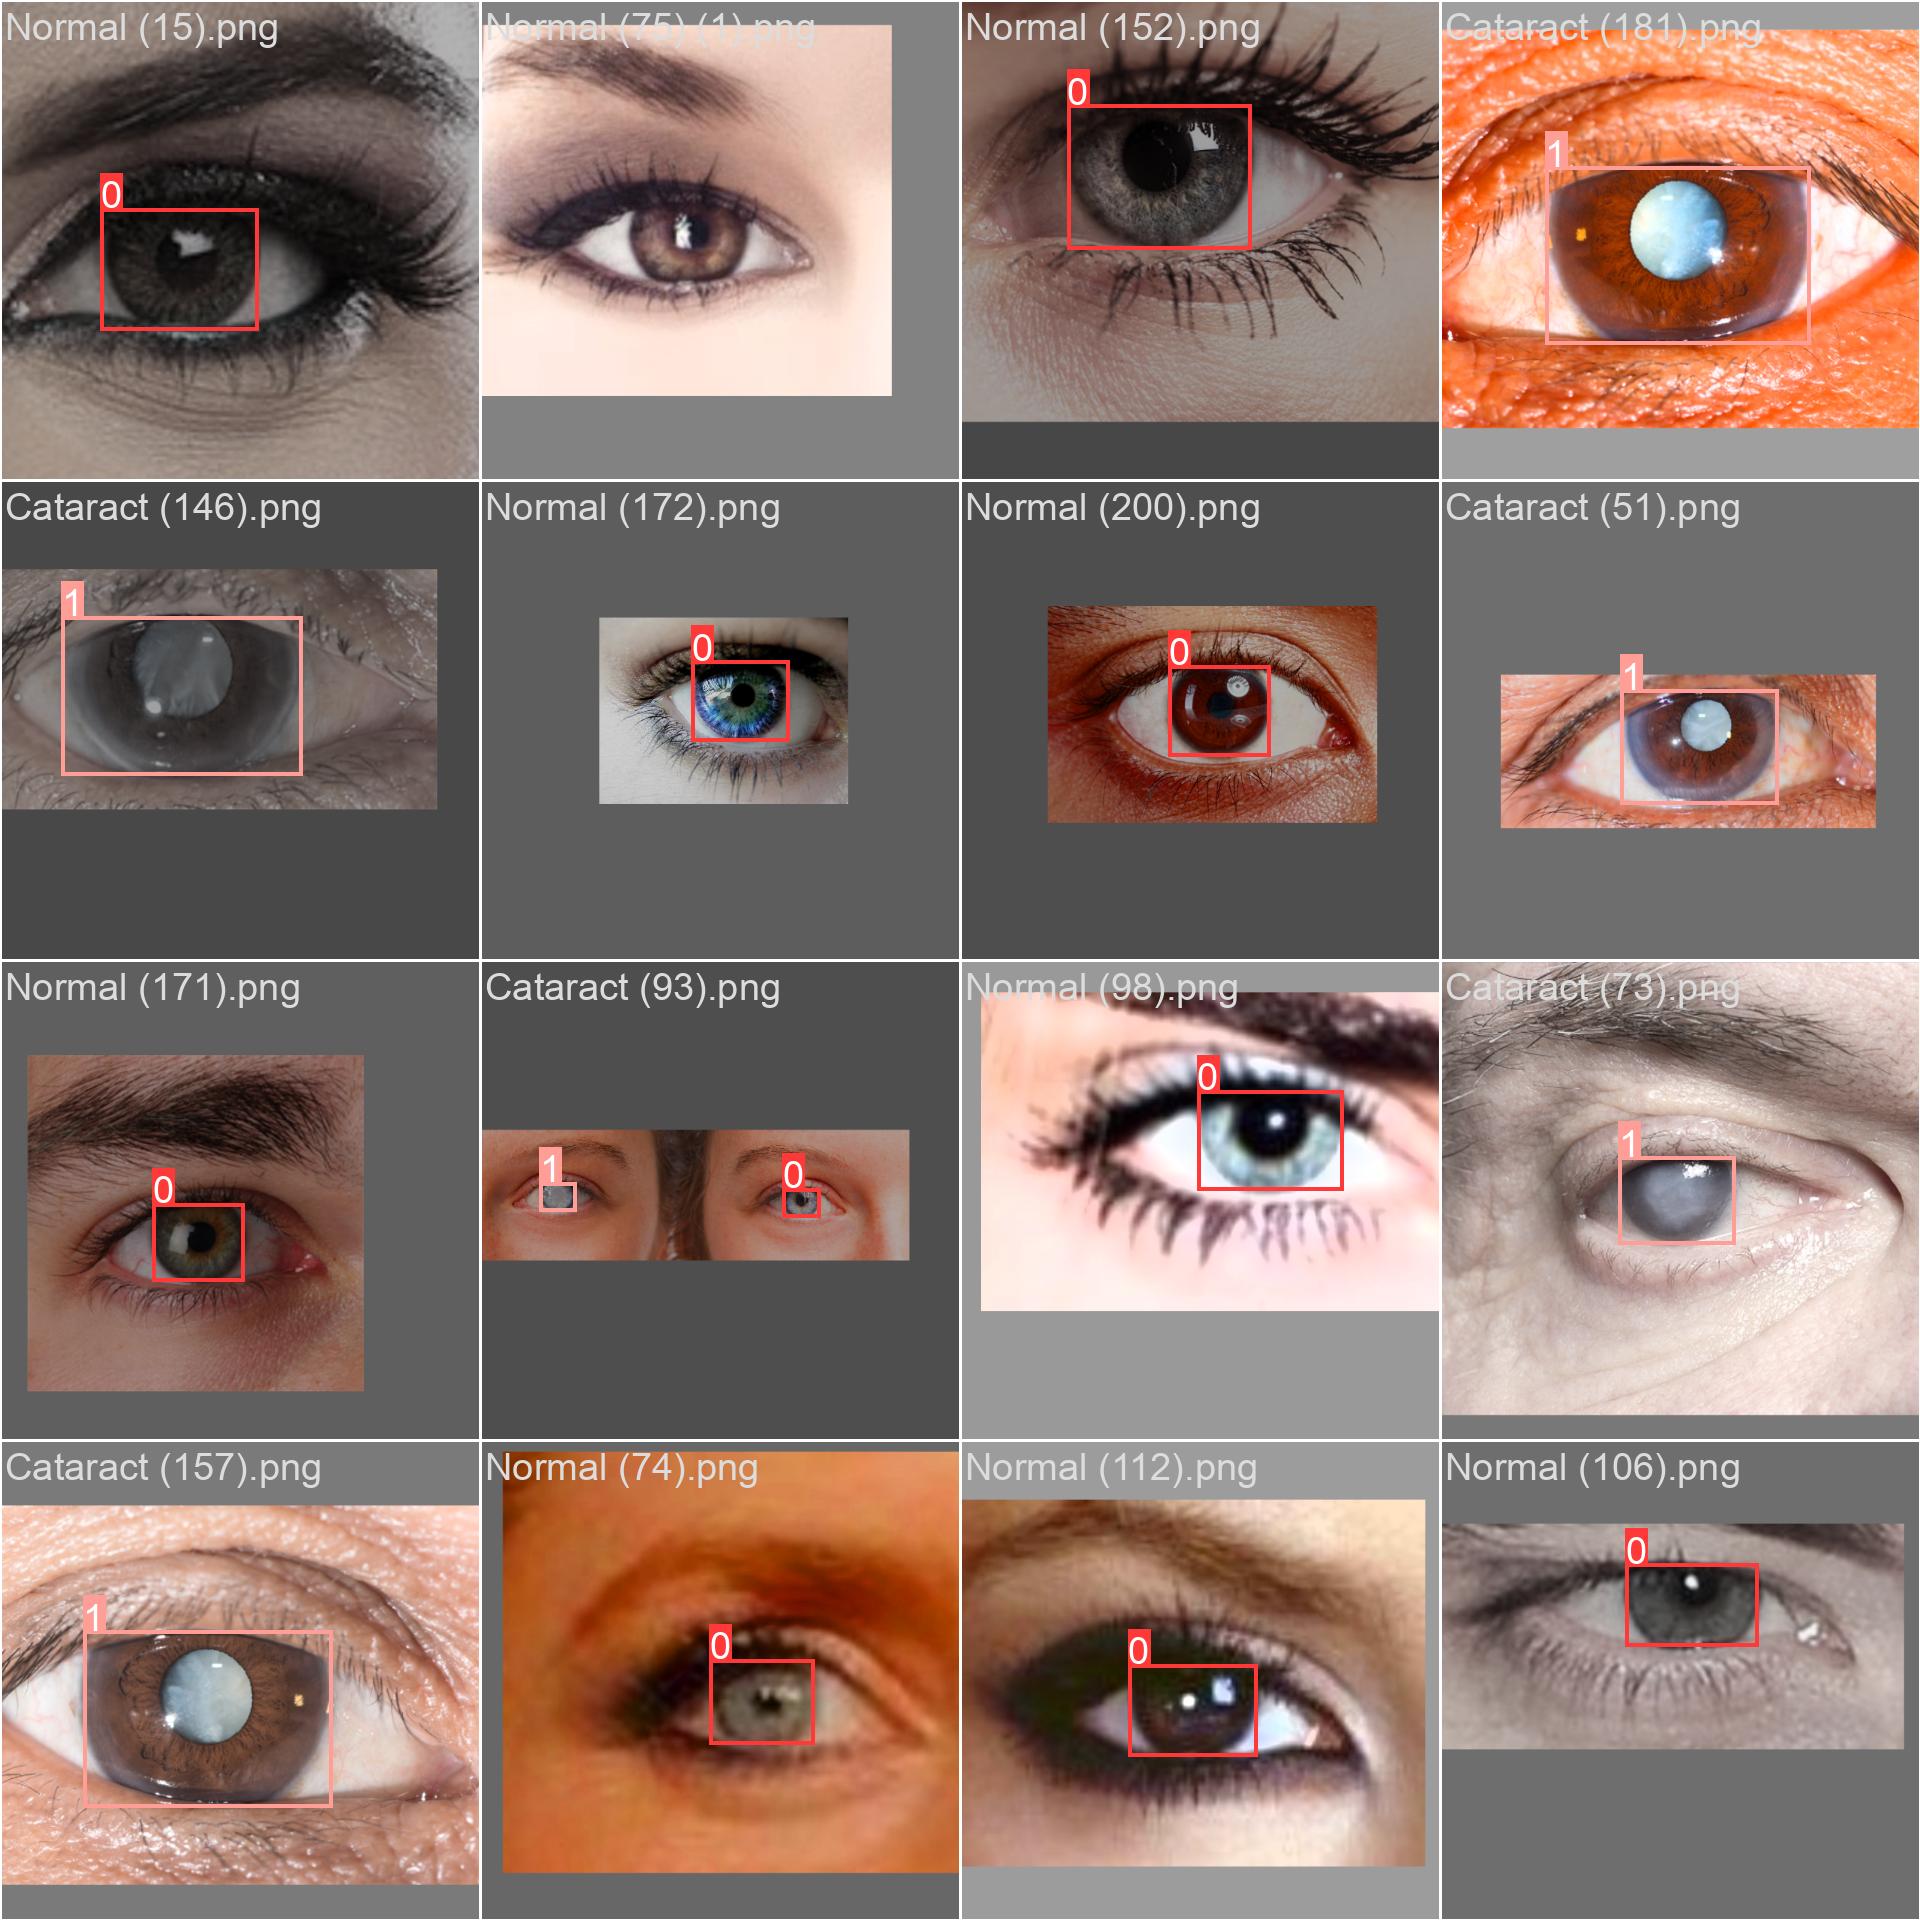 Normal (15).png
Normal (75) (1).png
Normal (152).png
Cataract (181).png
0
0
1
Cataract (146).png
Normal (172).png
Normal (200).png
Cataract (51).png
1
0
0
1
Normal (171).png
Cataract (93).png
Normal (98).png
Cataract (73).png
0
1
0
0
1
Cataract (157).png
Normal (74).png
Normal (112).png
Normal (106).png
1
0
0
0